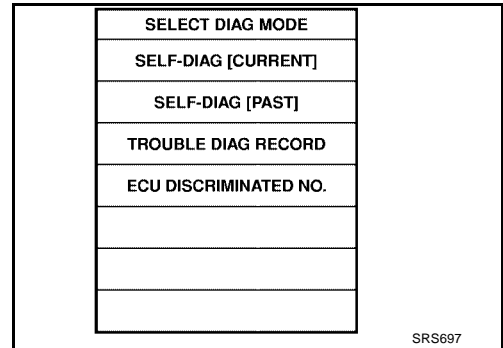 SELECT DIAG MODE
SELF-DIAG [CURRENT]
SELF-DIAG [PAST]
TROUBLE DIAG RECORD
ECU DISCRIMINATED NO.
SRS697